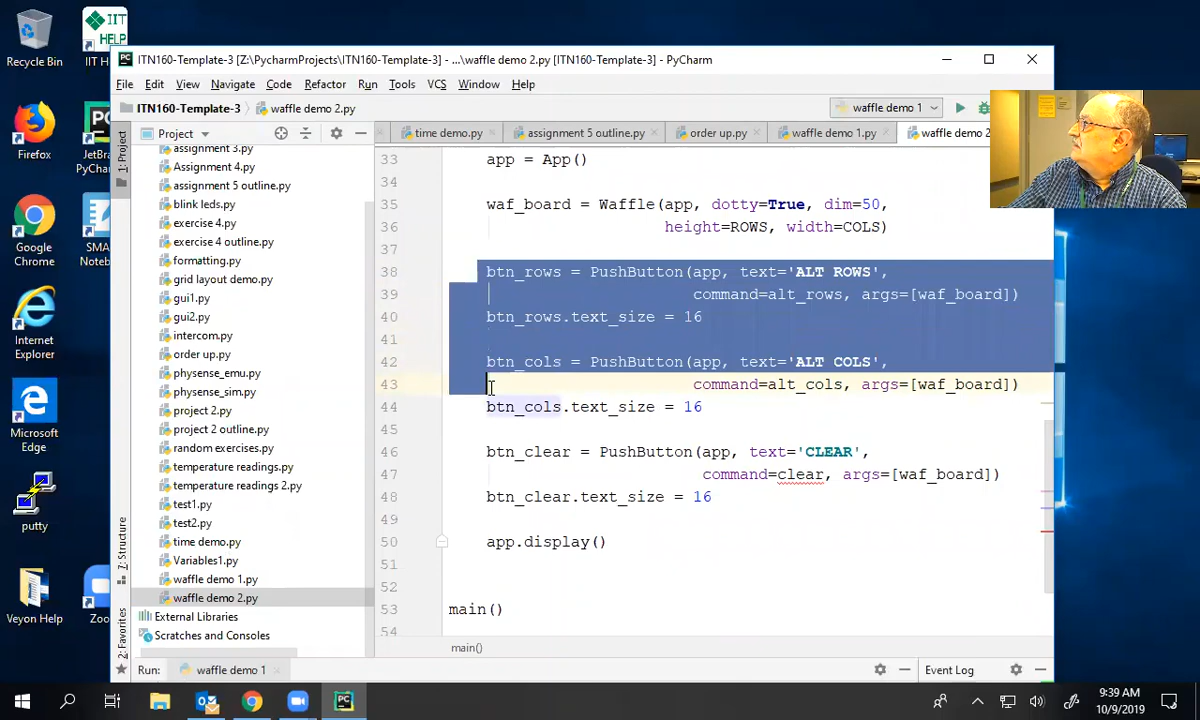 Recycle Bin
IIT
HELP
IIT H
Firefox
JetBra
PyChar
Google
Chrome
SMA
Notebo
Internet
Explorer
Microsoft
Edge
putty
Veyon Help
Zoo
ITN160-Template-3 [Z:\PycharmProjects\ITN160-Template-3] - ...\waffle demo 2.py [ITN160-Template-3] - PyCharm
File Edit View Navigate Code Refactor Run Tools VCS Window Help
ITN160-Template-3 waffle demo 2.py
waffle demo 1
1: Project
7: Structure
2: Favorites
Project
time demo.py assignment 5 outline.py order up.py waffle demo 1.py waffle demo 2
assignment 3.py
Assignment 4.py
assignment 5 outline.py
blink leds.py
exercise 4.py
exercise 4 outline.py
formatting.py
grid layout demo.py
gui1.py
gui2.py
intercom.py
order up.py
physense_emu.py
physense_sim.py
project 2.py
project 2 outline.py
random exercises.py
temperature readings.py
temperature readings 2.py
test1.py
test2.py
time demo.py
Variables1.py
waffle demo 1.py
waffle demo 2.py
External Libraries
Scratches and Consoles
33 app = App()
34
35 waf_board = Waffle(app, dotty=True, dim=50,
36 height=ROWS, width=COLS)
37
38 btn_rows = PushButton(app, text='ALT ROWS',
39 command=alt_rows, args=[waf_board])
40 btn_rows.text_size = 16
41
42 btn_cols = PushButton(app, text='ALT COLS',
43 command=alt_cols, args=[waf_board])
44 btn_cols.text_size = 16
45
46 btn_clear = PushButton(app, text='CLEAR',
47 command=clear, args=[waf_board])
48 btn_clear.text_size = 16
49
50 app.display()
51
52
53 main()
54
main()
Run: waffle demo 1
Event Log
9:39 AM
10/9/2019